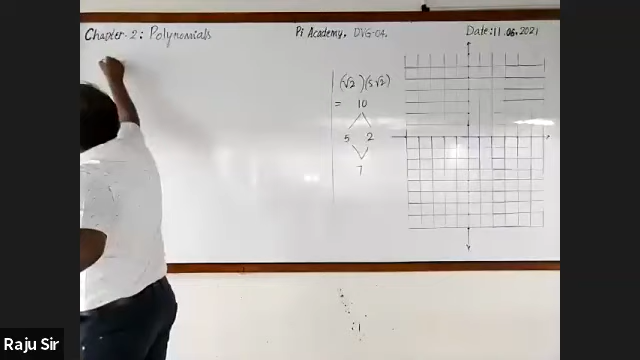 Chapter-2: Polynomials
Pi Academy, DVG-04.
Date: 11.06.2021
(√2)(5√2)
= 10
5 2
7
Raju Sir